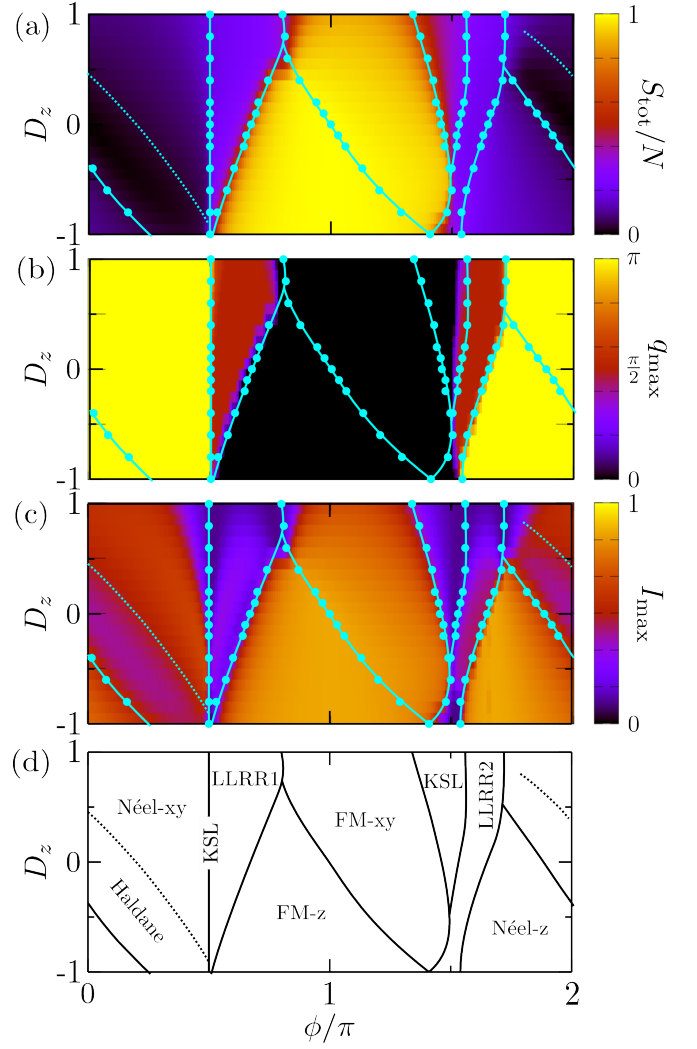 (a)
1
0
-1
D_z
1
0
S_tot/N
(b)
1
0
-1
D_z
π
π/2
0
q_max
(c)
1
0
-1
D_z
1
0
I_max
(d)
1
0
-1
D_z
Néel-xy
Haldane
KSL
LLRR1
FM-xy
FM-z
KSL
LLRR2
Néel-z
0
1
2
ϕ/π